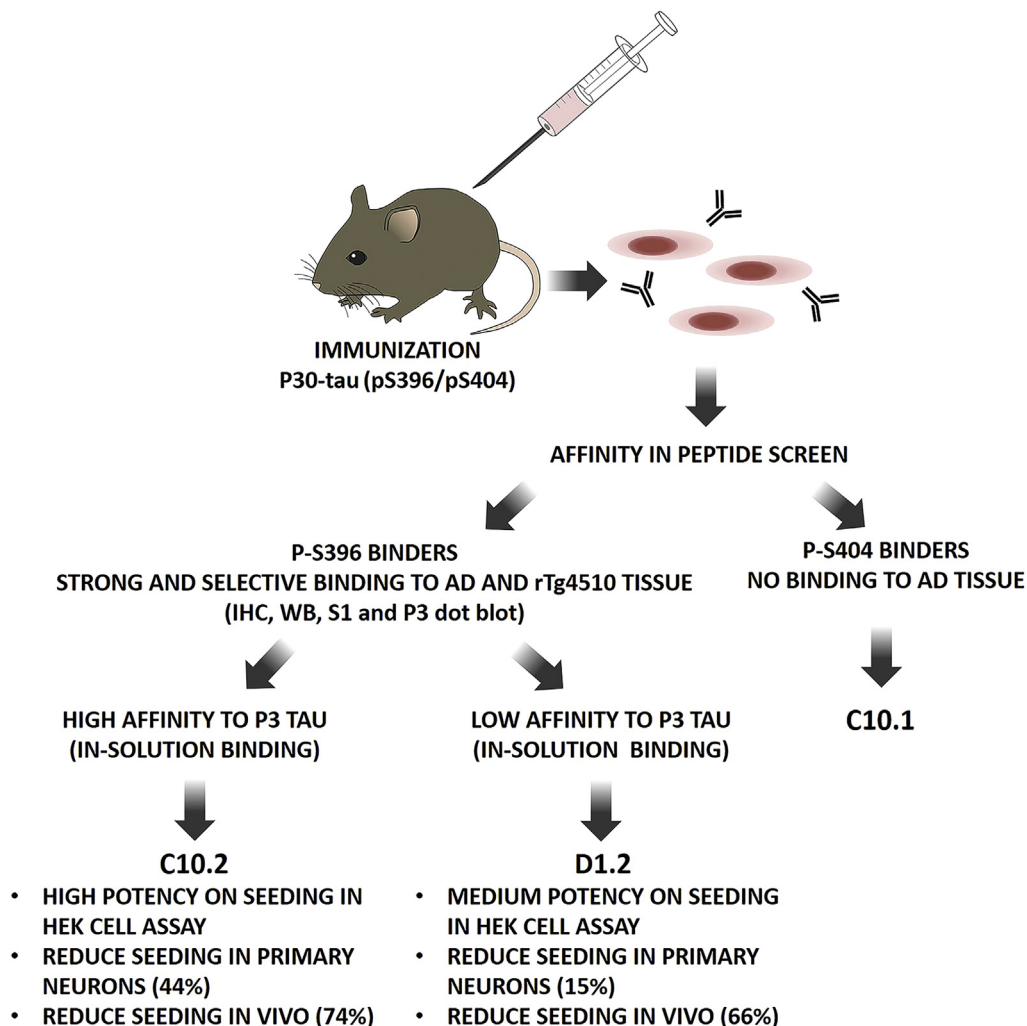 IMMUNIZATION
P30-tau (pS396/pS404)
AFFINITY IN PEPTIDE SCREEN
P-S396 BINDERS
STRONG AND SELECTIVE BINDING TO AD AND rTg4510 TISSUE
(IHC, WB, S1 and P3 dot blot)
P-S404 BINDERS
NO BINDING TO AD TISSUE
HIGH AFFINITY TO P3 TAU
(IN-SOLUTION BINDING)
LOW AFFINITY TO P3 TAU
(IN-SOLUTION BINDING)
C10.1
C10.2
• HIGH POTENCY ON SEEDING IN
HEK CELL ASSAY
• REDUCE SEEDING IN PRIMARY
NEURONS (44%)
• REDUCE SEEDING IN VIVO (74%)
D1.2
• MEDIUM POTENCY ON SEEDING
IN HEK CELL ASSAY
• REDUCE SEEDING IN PRIMARY
NEURONS (15%)
• REDUCE SEEDING IN VIVO (66%)